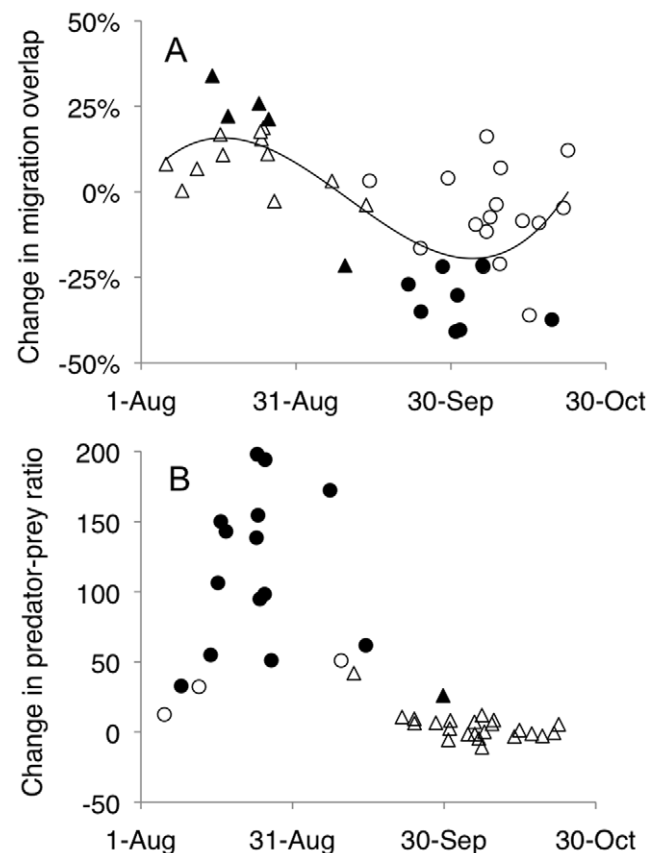 50%
A
25%
0%
-25%
-50%
Change in migration overlap
1-Aug 31-Aug 30-Sep 30-Oct
200
B
150
100
50
0
-50
Change in predator-prey ratio
1-Aug 31-Aug 30-Sep 30-Oct